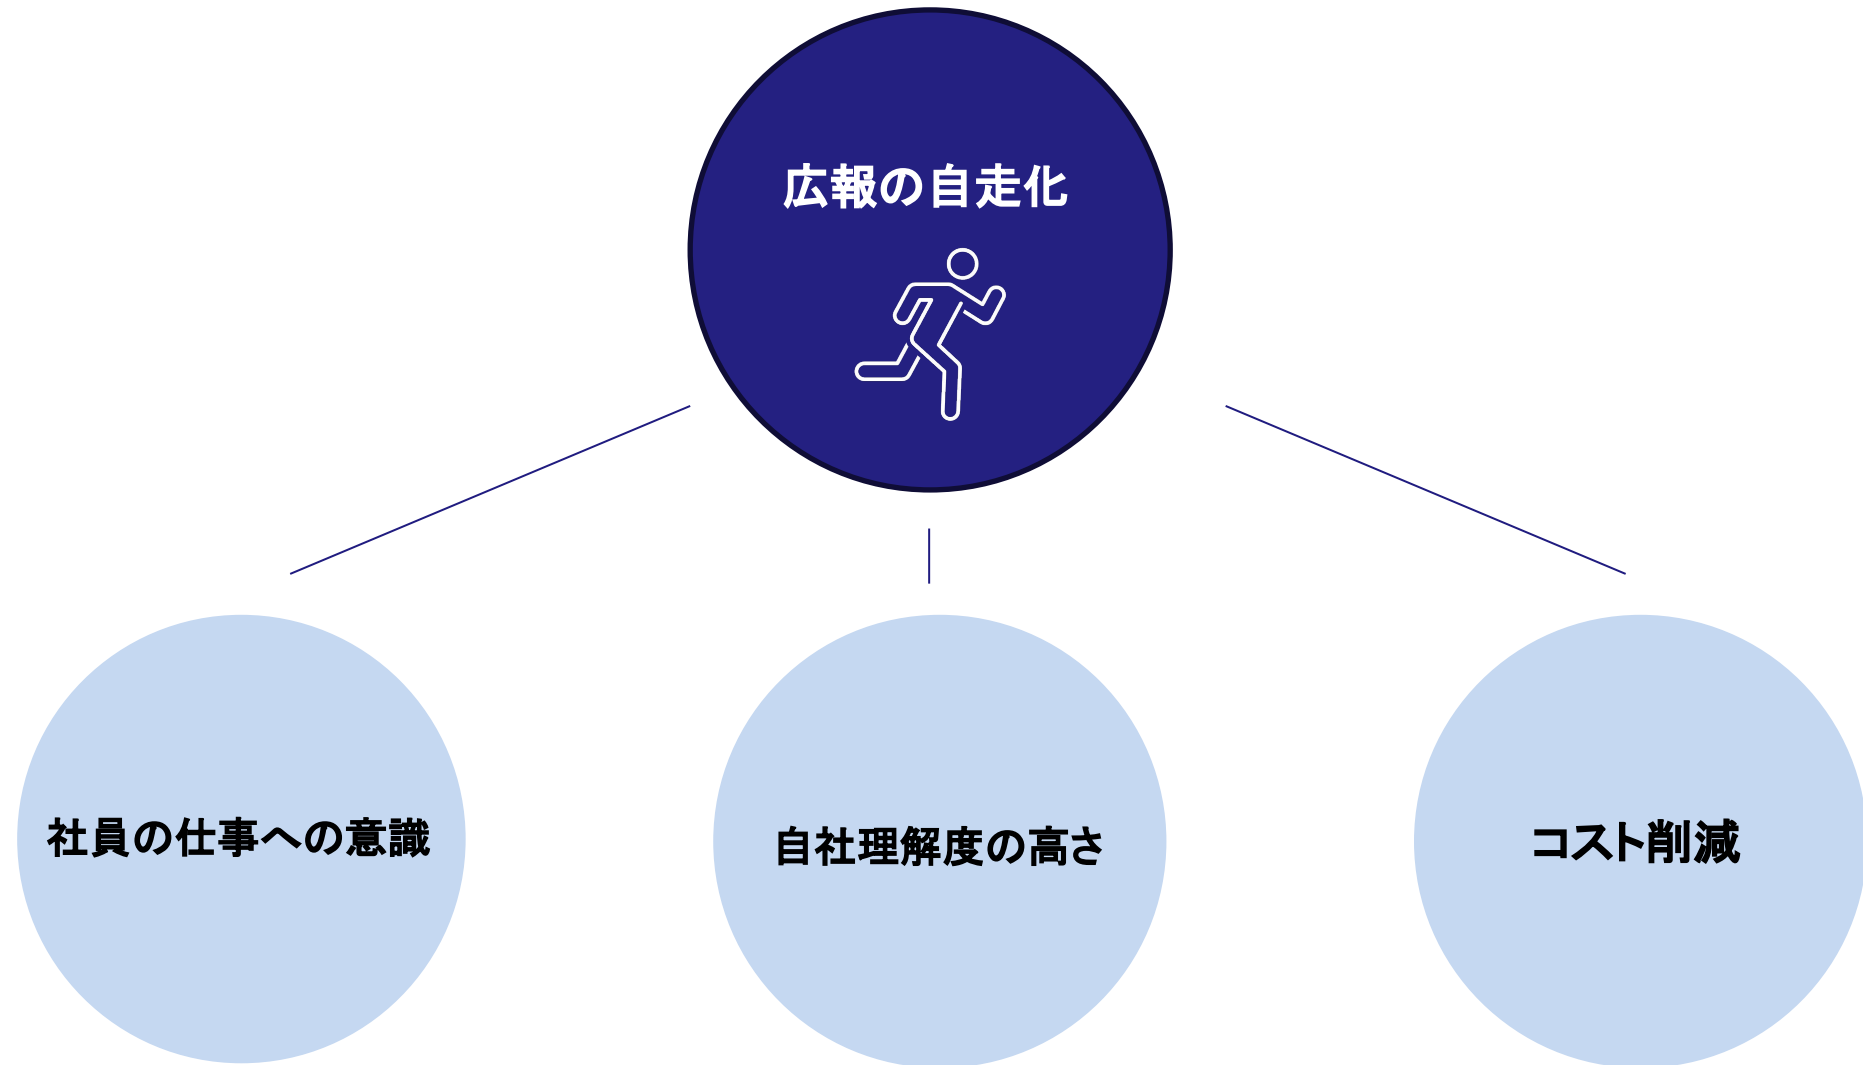 広報の自走化
社員の仕事への意識
自社理解度の高さ
コスト削減